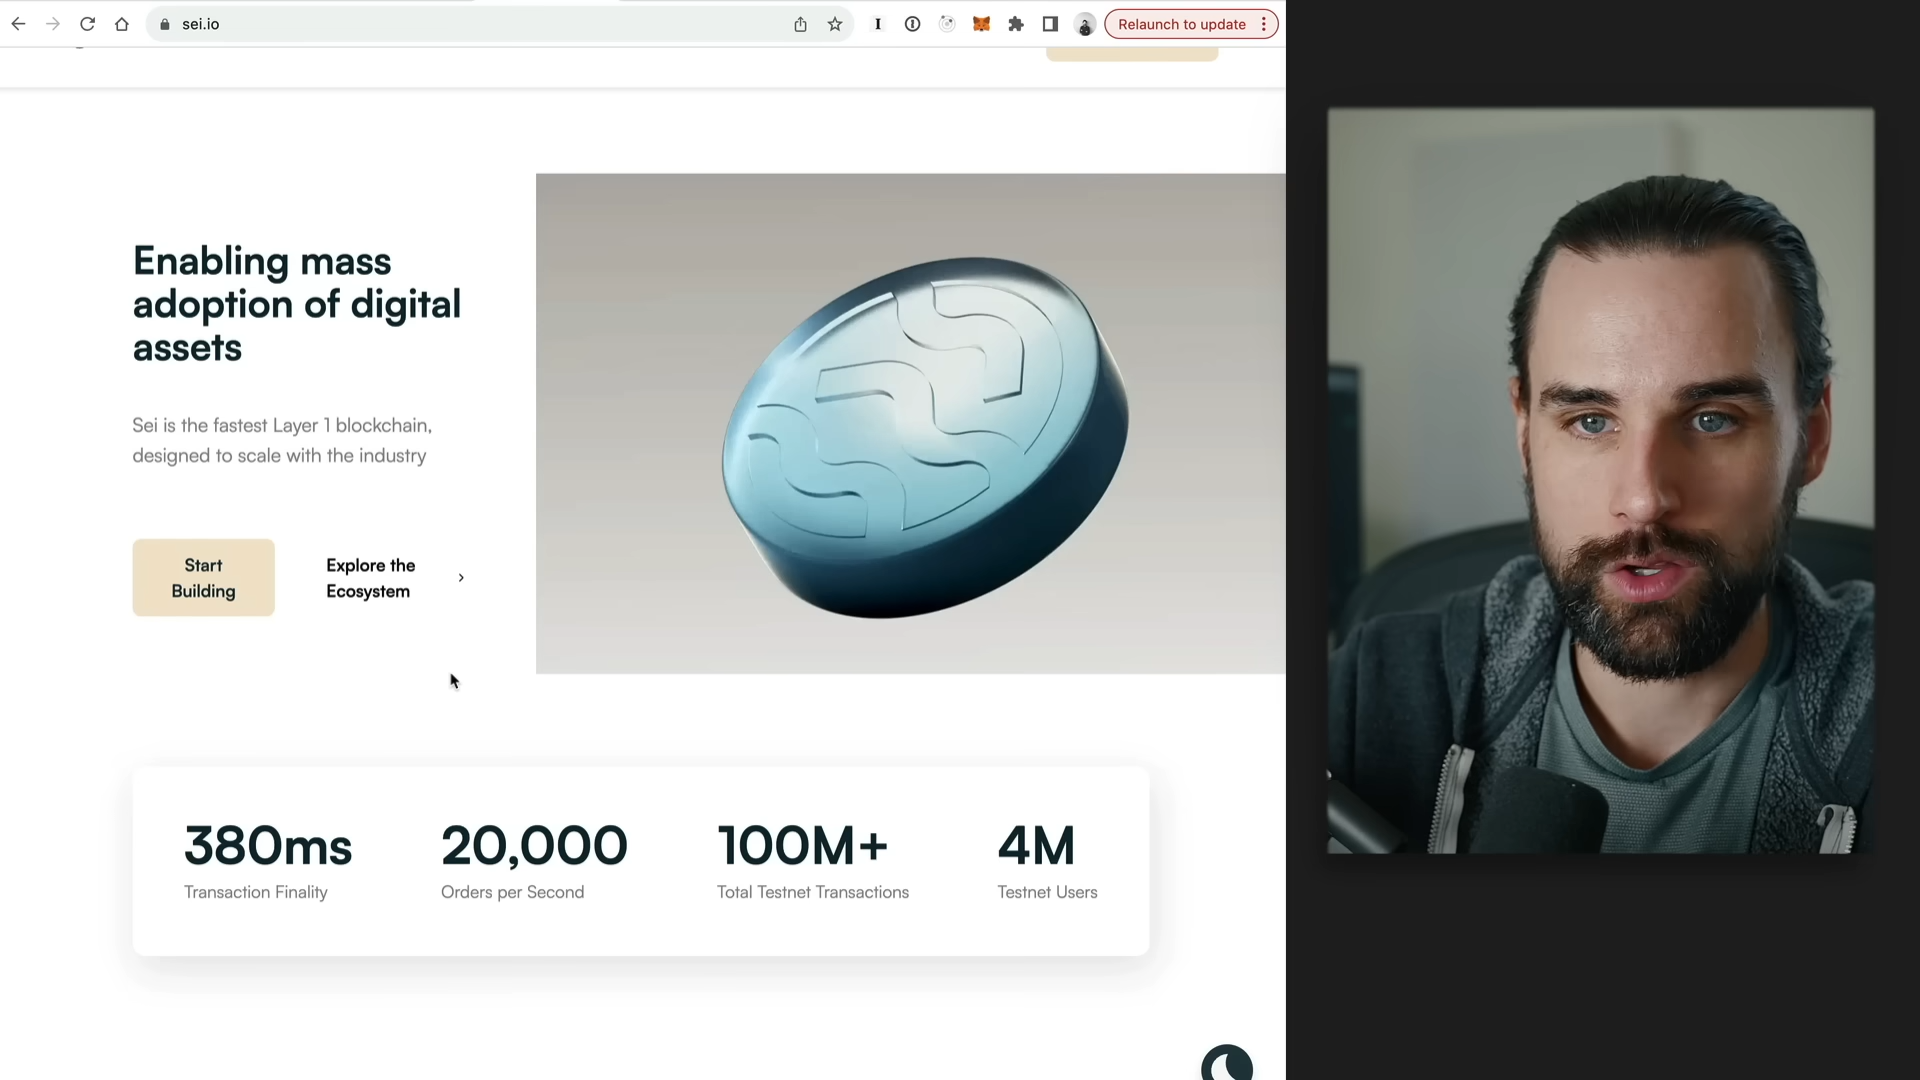 sei.io
Relaunch to update
Enabling mass
adoption of digital
assets
Sei is the fastest Layer 1 blockchain,
designed to scale with the industry
Start
Building
Explore the
Ecosystem
380ms
Transaction Finality
20,000
Orders per Second
100M+
Total Testnet Transactions
4M
Testnet Users